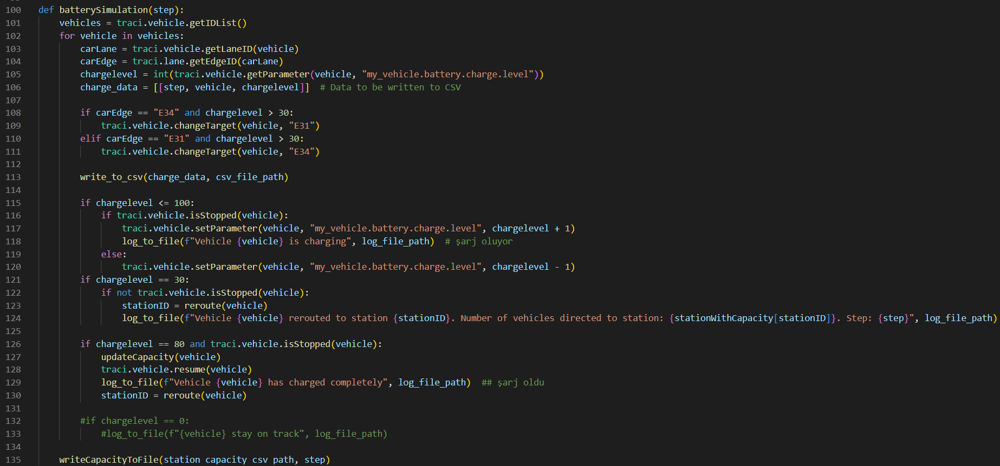 100 def batterySimulation(step):
101     vehicles = traci.vehicle.getIDList()
102     for vehicle in vehicles:
103         carLane = traci.vehicle.getLaneID(vehicle)
104         carEdge = traci.lane.getEdgeID(carLane)
105         chargelevel = int(traci.vehicle.getParameter(vehicle, "my_vehicle.battery.charge.level"))
106         charge_data = [[step, vehicle, chargelevel]]  # Data to be written to CSV
107
108         if carEdge == "E34" and chargelevel > 30:
109             traci.vehicle.changeTarget(vehicle, "E31")
110         elif carEdge == "E31" and chargelevel > 30:
111             traci.vehicle.changeTarget(vehicle, "E34")
112
113         write_to_csv(charge_data, csv_file_path)
114
115         if chargelevel <= 100:
116             if traci.vehicle.isStopped(vehicle):
117                 traci.vehicle.setParameter(vehicle, "my_vehicle.battery.charge.level", chargelevel + 1)
118                 log_to_file(f"Vehicle {vehicle} is charging", log_file_path)  # şarj oluyor
119             else:
120                 traci.vehicle.setParameter(vehicle, "my_vehicle.battery.charge.level", chargelevel - 1)
121         if chargelevel == 30:
122             if not traci.vehicle.isStopped(vehicle):
123                 stationID = reroute(vehicle)
124                 log_to_file(f"Vehicle {vehicle} rerouted to station {stationID}. Number of vehicles directed to station: {stationWithCapacity[stationID]}. Step: {step}", log_file_path)
125
126         if chargelevel == 80 and traci.vehicle.isStopped(vehicle):
127             updateCapacity(vehicle)
128             traci.vehicle.resume(vehicle)
129             log_to_file(f"Vehicle {vehicle} has charged completely", log_file_path)  ## şarj oldu
130             stationID = reroute(vehicle)
131
132         #if chargelevel == 0:
133             #log_to_file(f"{vehicle} stay on track", log_file_path)
134
135     writeCapacityToFile(station_capacity_csv_path, step)